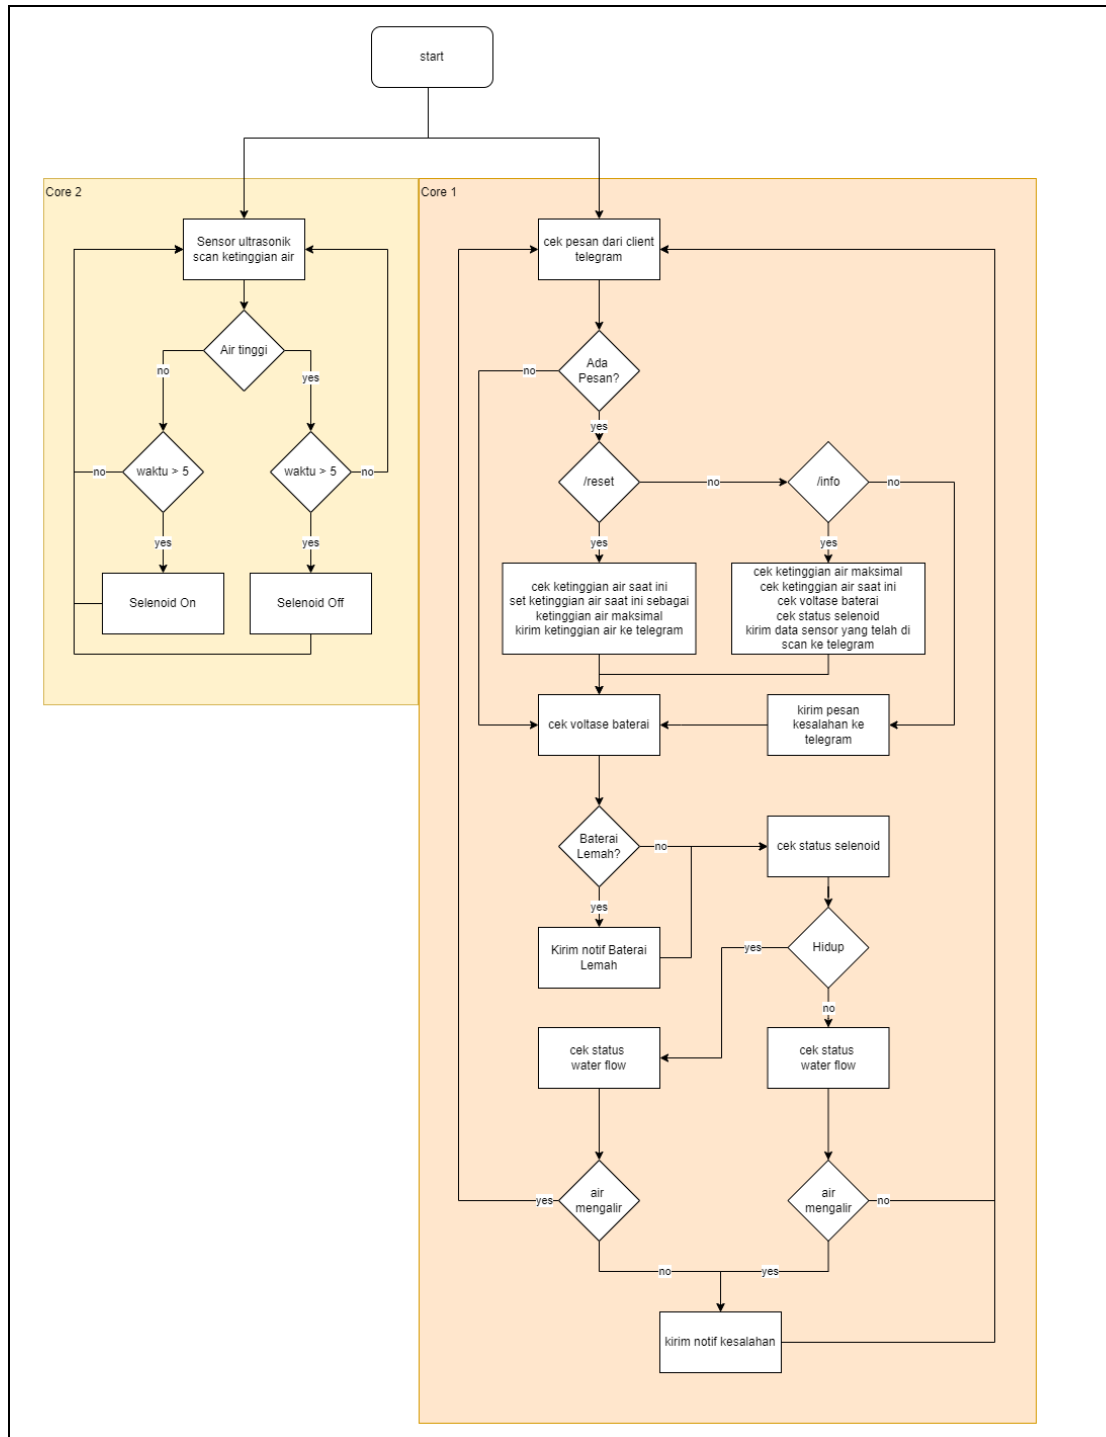 start
Core 2
Sensor ultrasonik
scan ketinggian air
Air tinggi
no
yes
waktu > 5
no
waktu > 5
no
yes
yes
Selenoid On
Selenoid Off
Core 1
cek pesan dari client
telegram
Ada
Pesan?
no
yes
/reset
no
/info
no
yes
yes
cek ketinggian air saat ini
set ketinggian air saat ini sebagai
ketinggian air maksimal
kirim ketinggian air ke telegram
cek ketinggian air maksimal
cek ketinggian air saat ini
cek voltase baterai
cek status selenoid
kirim data sensor yang telah di
scan ke telegram
cek voltase baterai
kirim pesan
kesalahan ke
telegram
Baterai
Lemah?
no
cek status selenoid
yes
Kirim notif Baterai
Lemah
yes
Hidup
no
cek status
water flow
cek status
water flow
yes
air
mengalir
air
mengalir
no
no
yes
kirim notif kesalahan